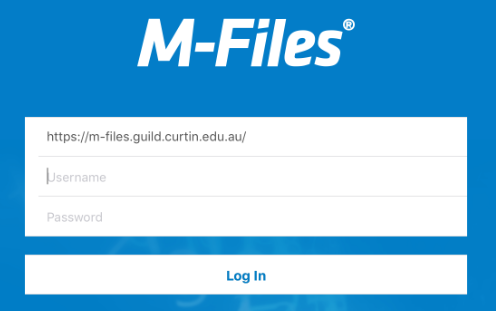 M-Files®
https://m-files.guild.curtin.edu.au/
Username
Password
Log In